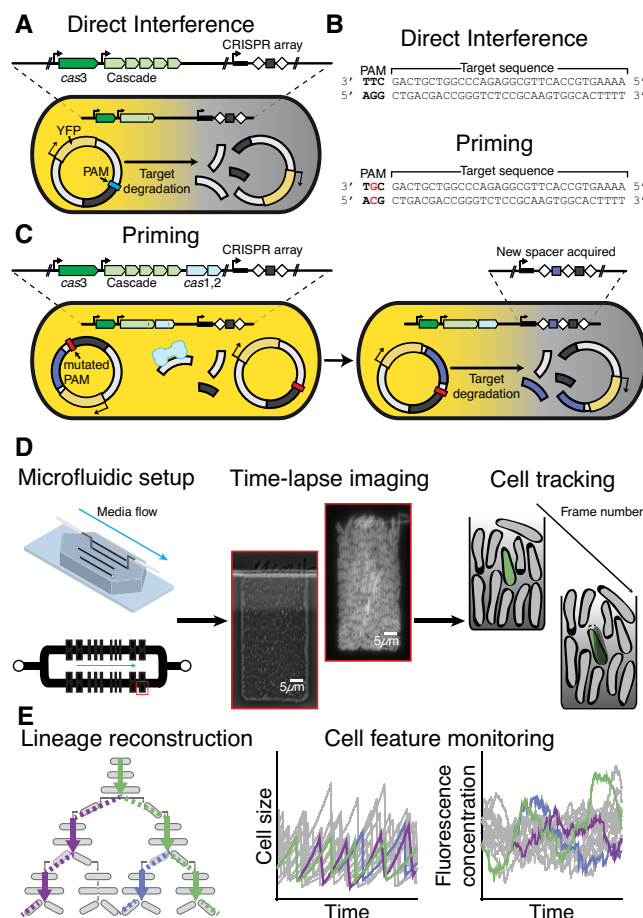 A
Direct Interference
CRISPR array
cas3
Cascade
YFP
PAM
Target
degradation
B
Direct Interference
PAM
Target sequence
3' TTC GACTGCTGGCCCAGAGGCGTTCACCGTGAAAA 5'
5' AGG CTGACGACCGGGTCTCCGCAAGTGGCACTTTT 3'
Priming
PAM
Target sequence
3' TGC GACTGCTGGCCCAGAGGCGTTCACCGTGAAAA 5'
5' ACG CTGACGACCGGGTCTCCGCAAGTGGCACTTTT 3'
C
Priming
CRISPR array
cas3
Cascade
cas1,2
mutated
PAM
New spacer acquired
Target
degradation
D
Microfluidic setup
Media flow
Time-lapse imaging
5μm
5μm
Cell tracking
Frame number
E
Lineage reconstruction
Cell feature monitoring
Cell size
Time
Fluorescence
concentration
Time